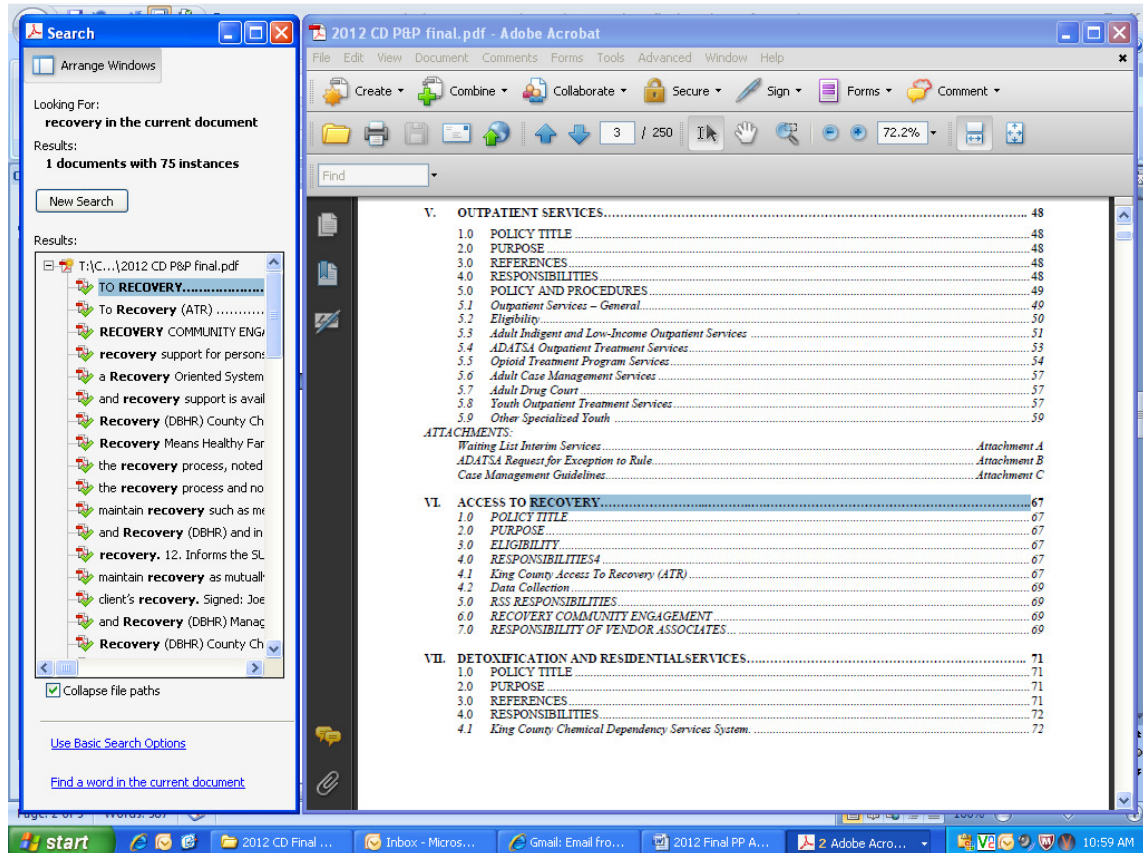 Search
Arrange Windows
Looking For:
recovery in the current document
Results:
1 documents with 75 instances
New Search
Results:
T:\C...\2012 CD P&P final.pdf
TO RECOVERY...................
To Recovery (ATR) ...........
RECOVERY COMMUNITY ENGA
recovery support for persons
a Recovery Oriented System
and recovery support is avail
Recovery (DBHR) County Ch
Recovery Means Healthy Far
the recovery process, noted
the recovery process and no
maintain recovery such as me
and Recovery (DBHR) and in
recovery. 12. Informs the SU
maintain recovery as mutuall
client's recovery. Signed: Joe
and Recovery (DBHR) Manag
Recovery (DBHR) County Ch
Collapse file paths
Use Basic Search Options
Find a word in the current document
2012 CD P&P final.pdf - Adobe Acrobat
File Edit View Document Comments Forms Tools Advanced Window Help
Create Combine Collaborate Secure Sign Forms Comment
3 / 250 72.2%
Find
V. OUTPATIENT SERVICES........ 48
1.0 POLICY TITLE........ 48
2.0 PURPOSE........ 48
3.0 REFERENCES........ 48
4.0 RESPONSIBILITIES........ 48
5.0 POLICY AND PROCEDURES........ 49
5.1 Outpatient Services – General........ 49
5.2 Eligibility........ 50
5.3 Adult Indigent and Low-Income Outpatient Services ........ 51
5.4 ADATSA Outpatient Treatment Services........ 53
5.5 Opioid Treatment Program Services........ 54
5.6 Adult Case Management Services........ 57
5.7 Adult Drug Court........ 57
5.8 Youth Outpatient Treatment Services........ 57
5.9 Other Specialized Youth ........ 59
ATTACHMENTS:
Waiting List Interim Services........ Attachment A
ADATSA Request for Exception to Rule........ Attachment B
Case Management Guidelines........ Attachment C
VI. ACCESS TO RECOVERY........67
1.0 POLICY TITLE........ 67
2.0 PURPOSE........ 67
3.0 ELIGIBILITY........ 67
4.0 RESPONSIBILITIES4........ 67
4.1 King County Access To Recovery (ATR)........ 67
4.2 Data Collection........ 69
5.0 RSS RESPONSIBILITIES........ 69
6.0 RECOVERY COMMUNITY ENGAGEMENT........ 69
7.0 RESPONSIBILITY OF VENDOR ASSOCIATES........ 69
VII. DETOXIFICATION AND RESIDENTIALSERVICES........ 71
1.0 POLICY TITLE........ 71
2.0 PURPOSE........ 71
3.0 REFERENCES........ 71
4.0 RESPONSIBILITIES........ 72
4.1 King County Chemical Dependency Services System. ........ 72
start
2012 CD Final ...
Inbox - Micros...
Gmail: Email fro...
2012 Final PP A...
2 Adobe Acro...
10:59 AM